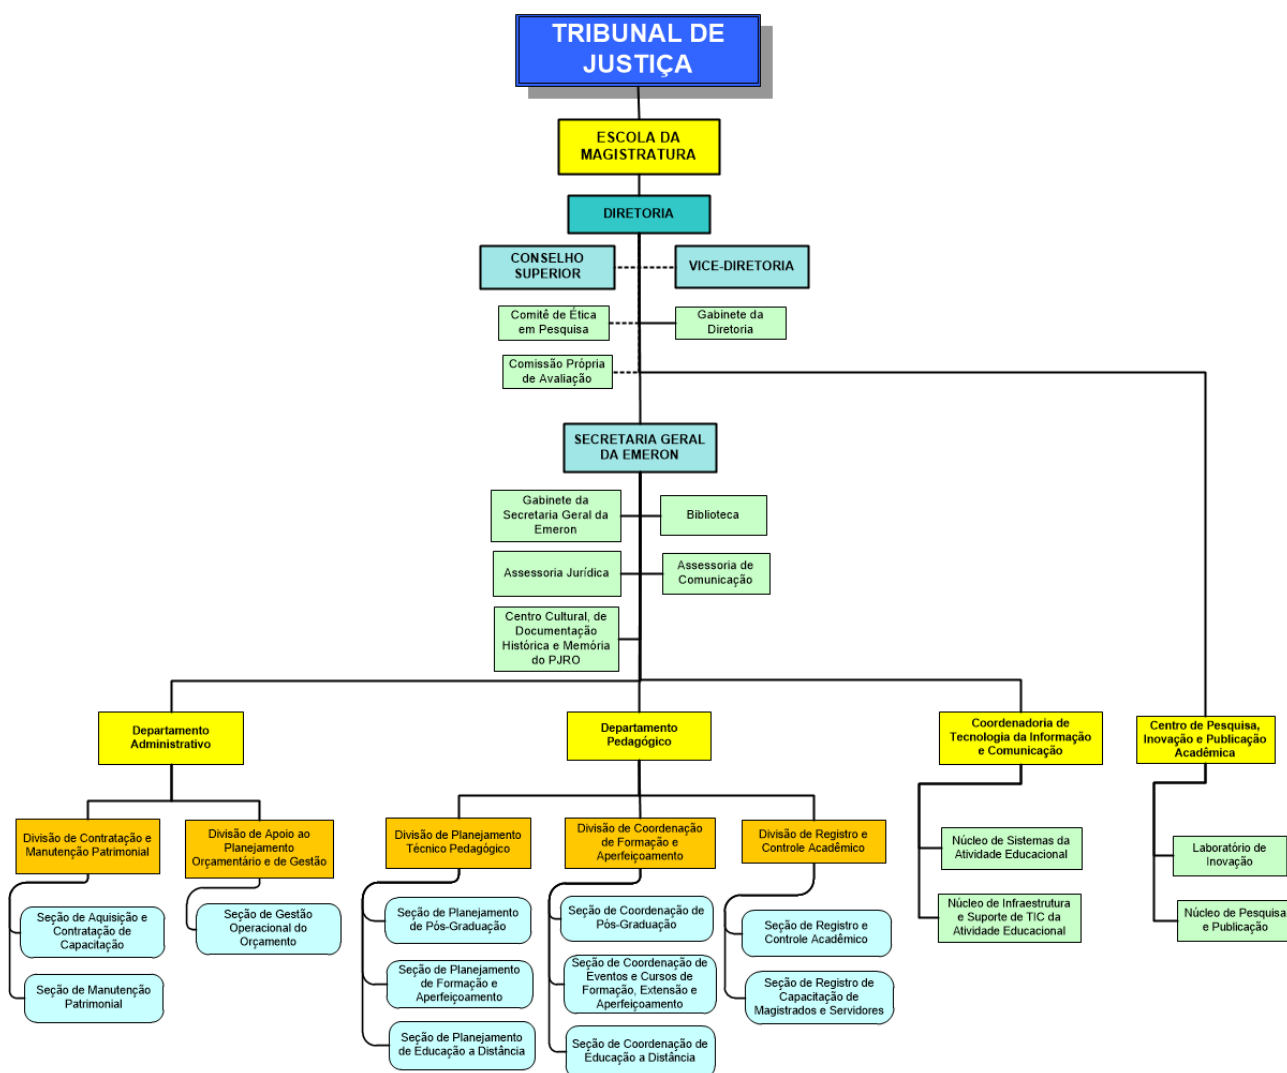 TRIBUNAL DE
JUSTIÇA
ESCOLA DA
MAGISTRATURA
DIRETORIA
CONSELHO
SUPERIOR
VICE-DIRETORIA
Comitê de Ética
em Pesquisa
Gabinete da
Diretoria
Comissão Própria
de Avaliação
SECRETARIA GERAL
DA EMERON
Gabinete da
Secretaria Geral da
Emeron
Biblioteca
Assessoria Jurídica
Assessoria de
Comunicação
Centro Cultural, de
Documentação
Histórica e Memória
do PJRO
Departamento
Administrativo
Departamento
Pedagógico
Coordenadoria de
Tecnologia da Informação
e Comunicação
Centro de Pesquisa,
Inovação e Publicação
Acadêmica
Divisão de Contratação e
Manutenção Patrimonial
Divisão de Apoio ao
Planejamento
Orçamentário e de Gestão
Divisão de Planejamento
Técnico Pedagógico
Divisão de Coordenação
de Formação e
Aperfeiçoamento
Divisão de Registro e
Controle Acadêmico
Núcleo de Sistemas da
Atividade Educacional
Laboratório de
Inovação
Seção de Aquisição e
Contratação de
Capacitação
Seção de Gestão
Operacional do
Orçamento
Seção de Planejamento
de Pós-Graduação
Seção de Coordenação de
Pós-Graduação
Seção de Registro e
Controle Acadêmico
Núcleo de Infraestrutura
e Suporte de TIC da
Atividade Educacional
Núcleo de Pesquisa
e Publicação
Seção de Manutenção
Patrimonial
Seção de Planejamento
de Formação e
Aperfeiçoamento
Seção de Coordenação de
Eventos e Cursos de
Formação, Extensão e
Aperfeiçoamento
Seção de Registro de
Capacitação de
Magistrados e Servidores
Seção de Planejamento
de Educação a Distância
Seção de Coordenação de
Educação a Distância